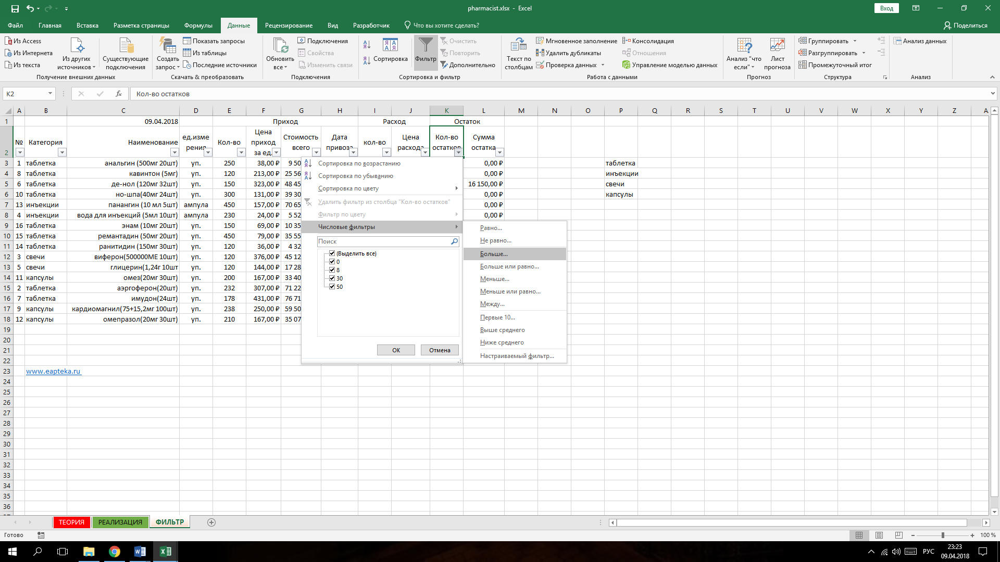 pharmacist.xlsx - Excel
Вход
Файл Главная Вставка Разметка страницы Формулы Данные Рецензирование Вид Разработчик Что вы хотите сделать? Поделиться
Из Access
Из Интернета
Из текста
Из других источников
Существующие подключения
Получение внешних данных
Создать запрос
Показать запросы
Из таблицы
Последние источники
Скачать & преобразовать
Обновить все
Подключения
Свойства
Изменить связи
Подключения
Сортировка
Фильтр
Очистить
Повторить
Дополнительно
Сортировка и фильтр
Текст по столбцам
Мгновенное заполнение
Удалить дубликаты
Проверка данных
Консолидация
Отношения
Управление моделью данных
Работа с данными
Анализ "что если"
Лист прогноза
Прогноз
Группировать
Разгруппировать
Промежуточный итог
Структура
Анализ данных
Анализ
K2 fx Кол-во остатков
A B C D E F G H I J K L M N O P Q R S T U V W X Y Z A
1 09.04.2018 Приход Расход Остаток
2 № Категория Наименование ед.измерения Кол-во Цена приход за ед. Стоимость всего Дата привоза кол-во Цена расхода Кол-во остатков Сумма остатка
3 1 таблетка анальгин (500мг 20шт) уп. 250 38,00 ₽ 9 50 0,00 ₽ таблетка
4 8 таблетка кавинтон (5мг) уп. 120 213,00 ₽ 25 56 0,00 ₽ инъекции
5 6 таблетка де-нол (120мг 32шт) уп. 150 323,00 ₽ 48 45 16 150,00 ₽ свечи
6 10 таблетка но-шпа(40мг 24шт) уп. 300 131,00 ₽ 39 30 0,00 ₽ капсулы
7 13 инъекции панангин (10 мл 5шт) ампула 450 157,00 ₽ 70 65 0,00 ₽
8 4 инъекции вода для инъекций (5мл 10шт) ампула 230 24,00 ₽ 5 52 0,00 ₽
9 16 таблетка энам (10мг 20шт) уп. 150 69,00 ₽ 10 35
10 15 таблетка ремантадин (50мг 20шт) уп. 450 79,00 ₽ 35 55
11 14 таблетка ранитидин (150мг 30шт) уп. 120 36,00 ₽ 4 32
12 3 свечи виферон(500000МЕ 10шт) уп. 120 376,00 ₽ 45 12
13 5 свечи глицерин(1,24г 10шт уп. 120 144,00 ₽ 17 28
14 11 капсулы омез(20мг 30шт) уп. 200 167,00 ₽ 33 40
15 2 таблетка аэргоферон(20шт) уп. 232 307,00 ₽ 71 22
16 7 таблетка имудон(24шт) уп. 178 431,00 ₽ 76 71
17 9 капсулы кардиомагнил(75+15,2мг 100шт) уп. 238 250,00 ₽ 59 50
18 12 капсулы омепразол(20мг 30шт) уп. 210 167,00 ₽ 35 07
19
20
21
22
23 www.eapteka.ru
24
25
26
27
28
29
30
31
32
33
34
35
36
Сортировка по возрастанию
Сортировка по убыванию
Сортировка по цвету
Удалить фильтр из столбца "Кол-во остатков"
Фильтр по цвету
Числовые фильтры
Поиск
(Выделить все)
0
8
30
50
ОК Отмена
Равно...
Не равно...
Больше...
Больше или равно...
Меньше...
Меньше или равно...
Между...
Первые 10...
Выше среднего
Ниже среднего
Настраиваемый фильтр...
ТЕОРИЯ РЕАЛИЗАЦИЯ ФИЛЬТР
Готово 100 %
РУС 23:23
09.04.2018